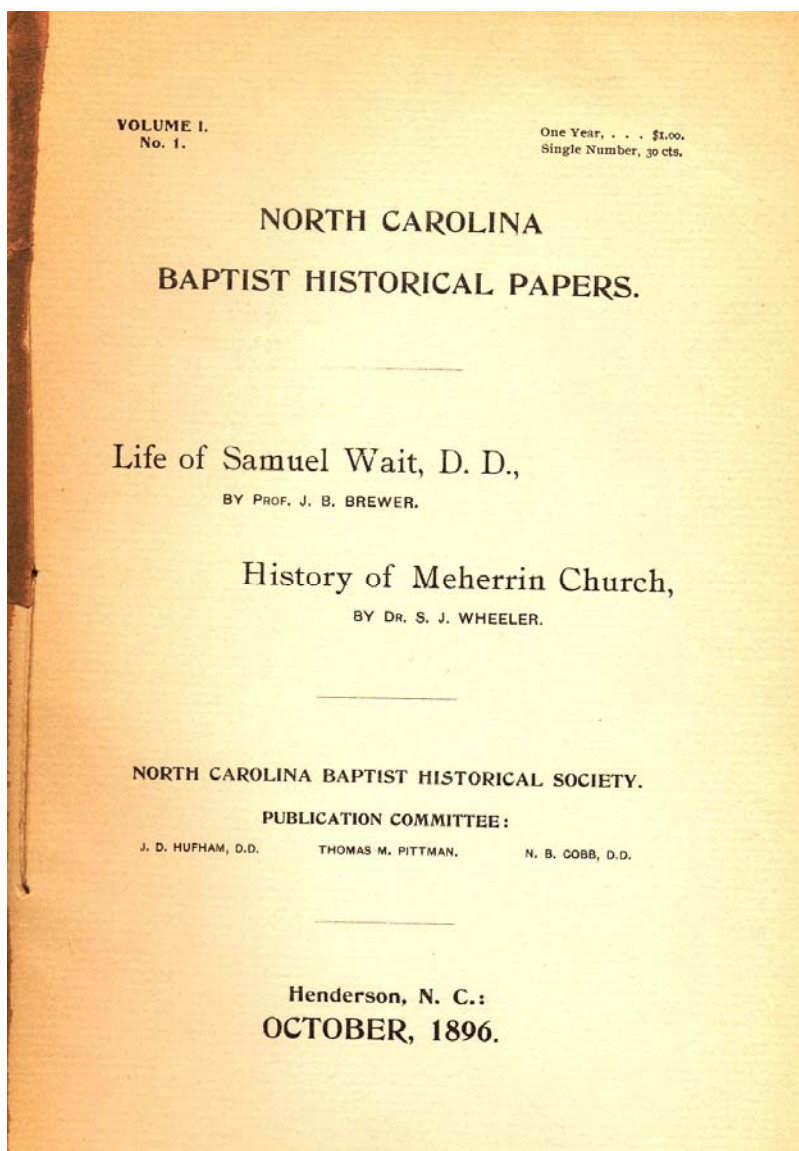 VOLUME I.
No. 1.
One Year, . . . $1.00.
Single Number, 30 cts.
NORTH CAROLINA
BAPTIST HISTORICAL PAPERS.
Life of Samuel Wait, D. D.,
BY PROF. J. B. BREWER.
History of Meherrin Church,
BY DR. S. J. WHEELER.
NORTH CAROLINA BAPTIST HISTORICAL SOCIETY.
PUBLICATION COMMITTEE:
J. D. HUFHAM, D.D. THOMAS M. PITTMAN. N. B. COBB, D.D.
Henderson, N. C.:
OCTOBER, 1896.